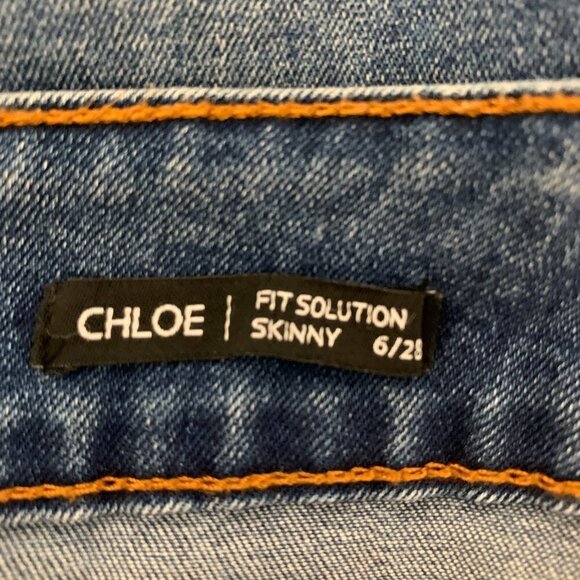 CHLOE | FIT SOLUTION
SKINNY 6/28